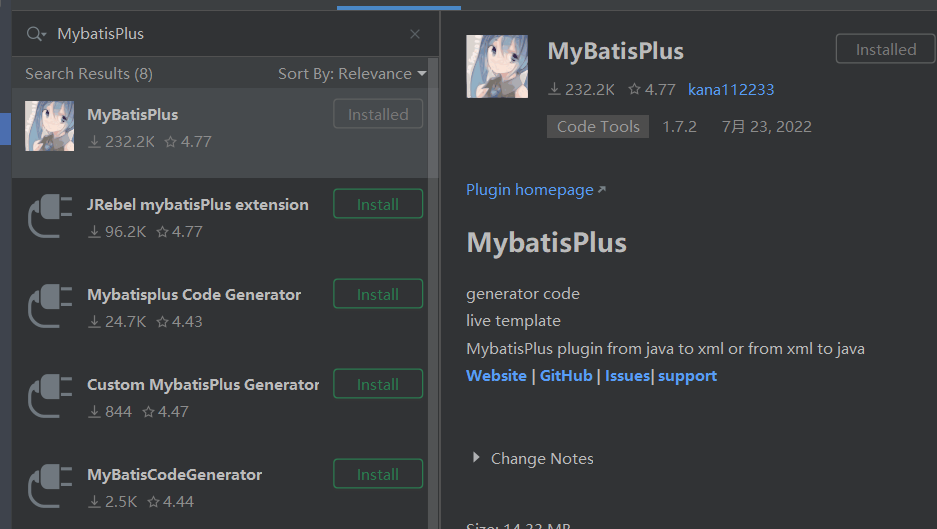 MybatisPlus
Search Results (8)
Sort By: Relevance
MyBatisPlus
232.2K 4.77
Installed
JRebel mybatisPlus extension
96.2K 4.77
Install
Mybatisplus Code Generator
24.7K 4.43
Install
Custom MybatisPlus Generator
844 4.47
Install
MyBatisCodeGenerator
2.5K 4.44
Install
MyBatisPlus
Installed
232.2K 4.77 kana112233
Code Tools 1.7.2 7月 23, 2022
Plugin homepage
MybatisPlus
generator code
live template
MybatisPlus plugin from java to xml or from xml to java
Website | GitHub | Issues| support
Change Notes
Size: 14.33 MB